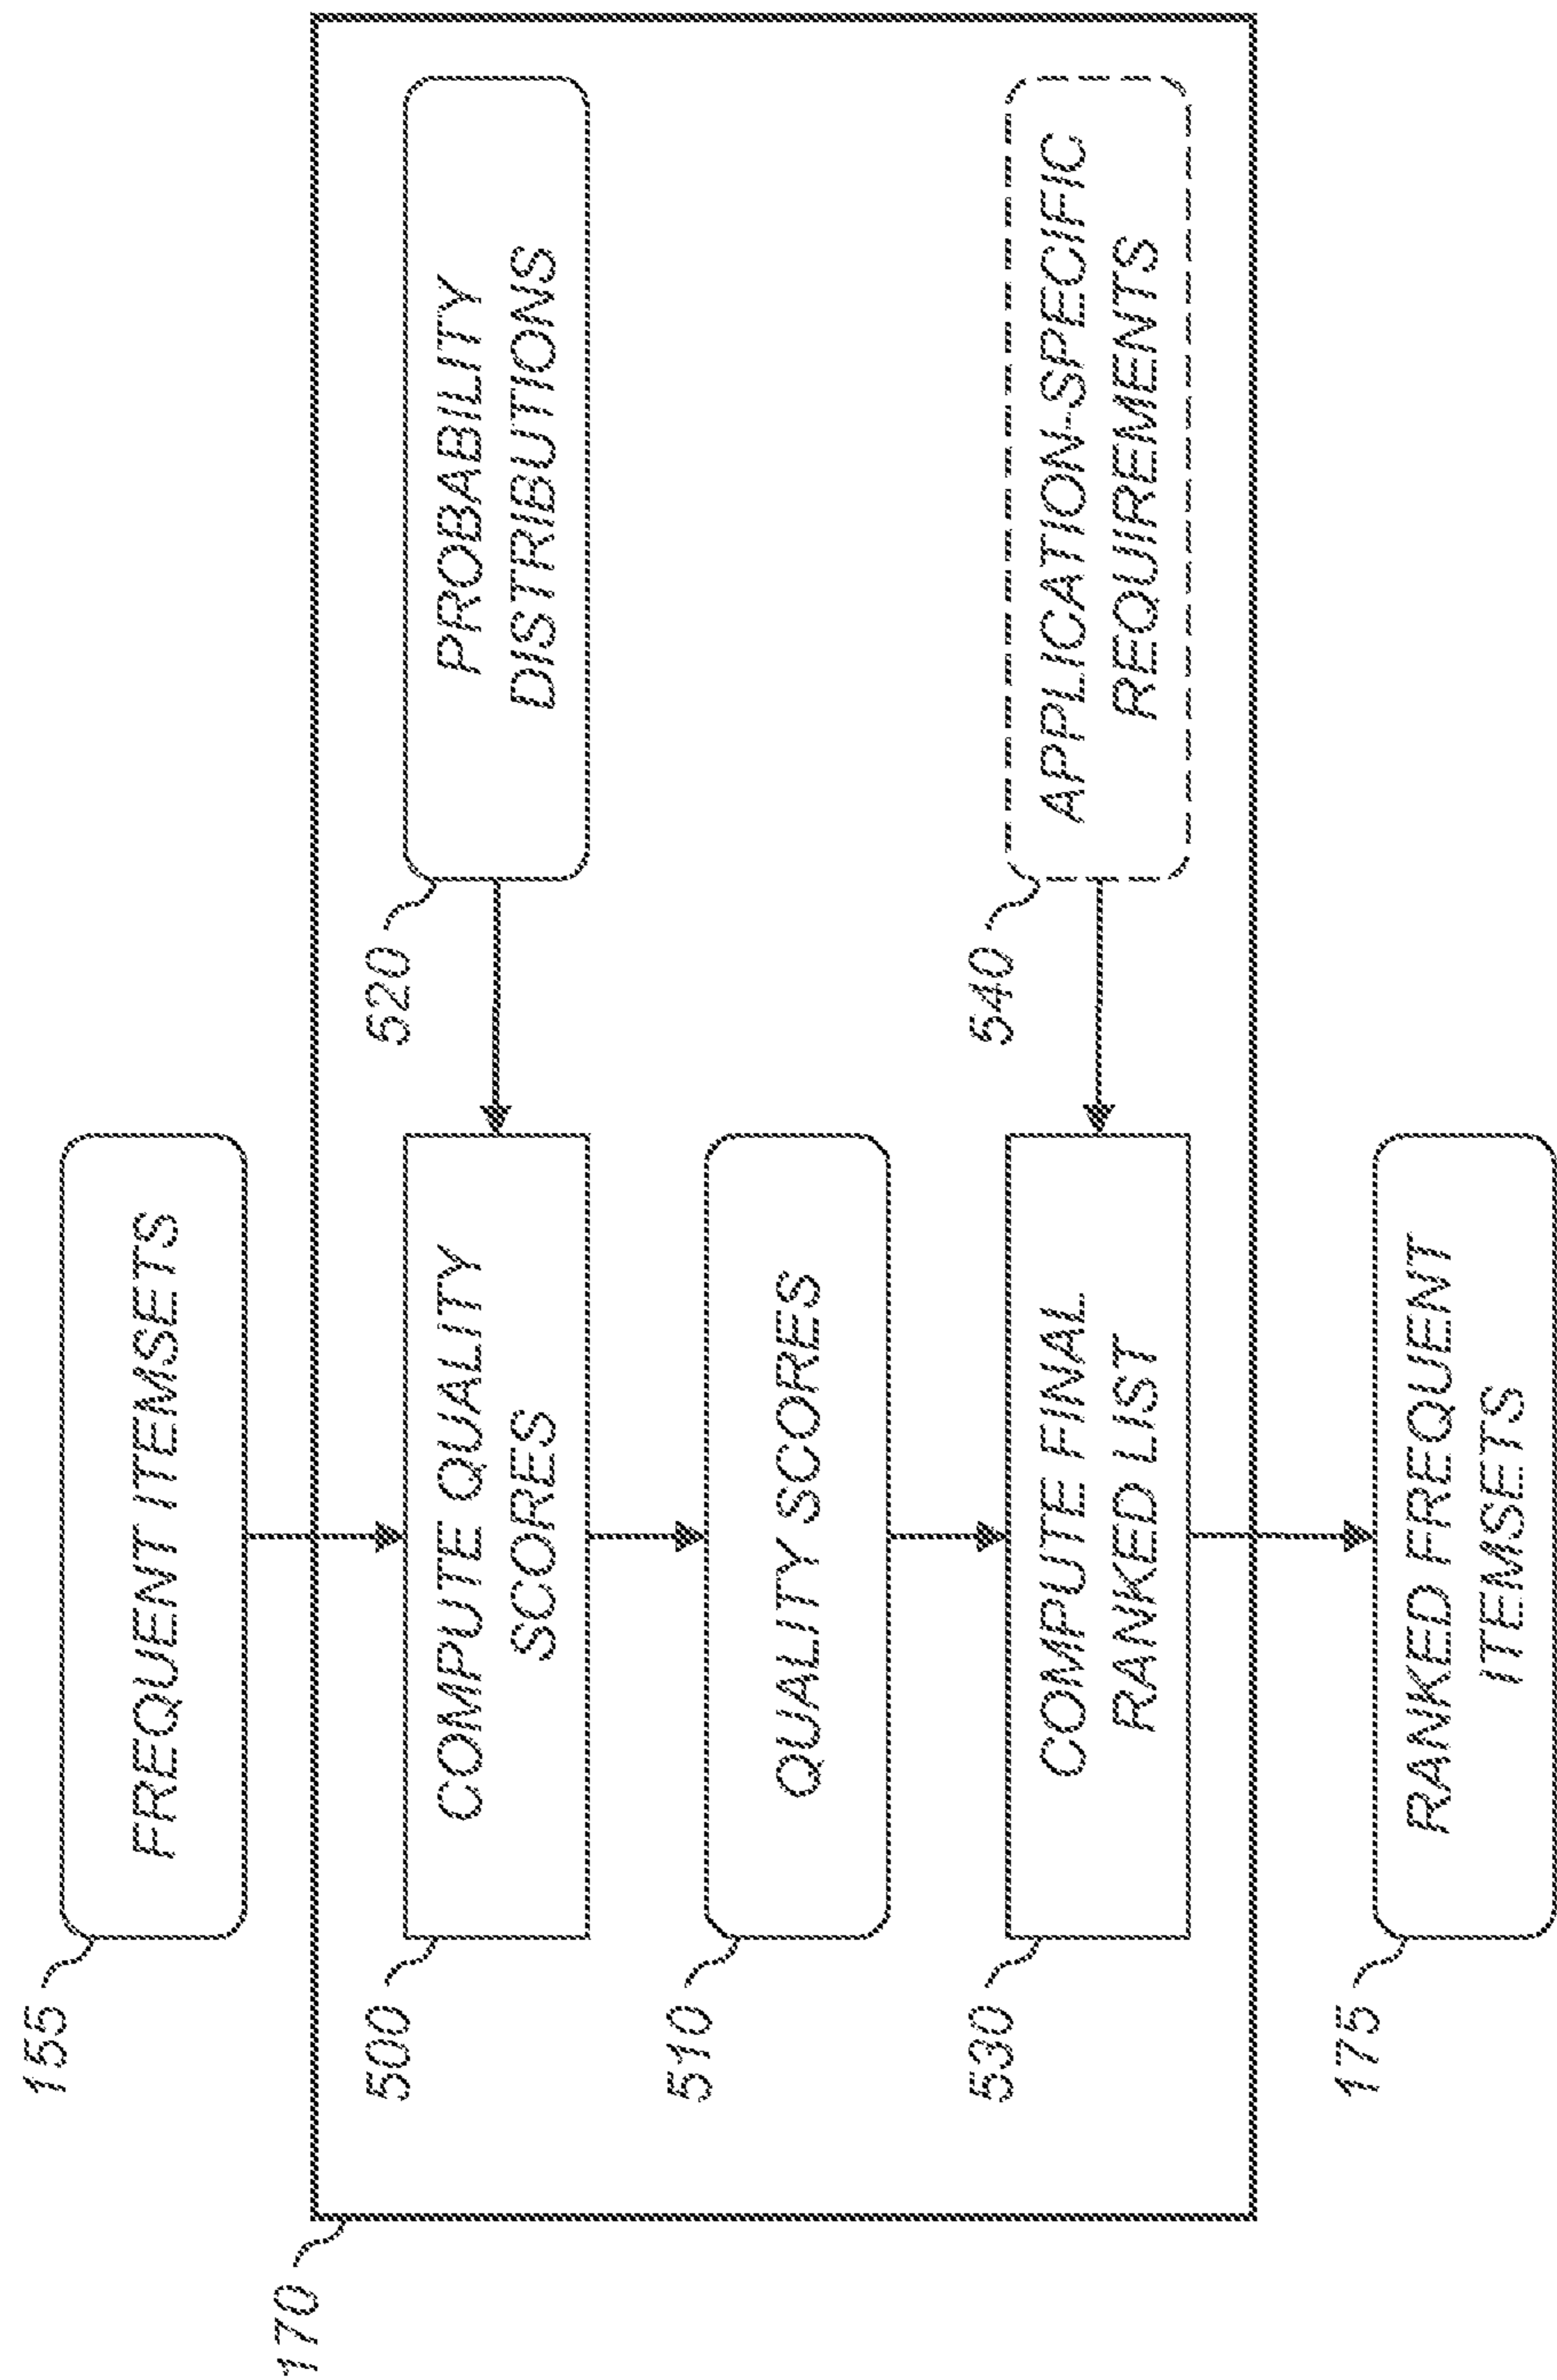 155
FREQUENT ITEMSETS
170
500
COMPUTE QUALITY
SCORES
520
PROBABILITY
DISTRIBUTIONS
510
QUALITY SCORES
530
COMPUTE FINAL
RANKED LIST
540
APPLICATION-SPECIFIC
REQUIREMENTS
175
RANKED FREQUENT
ITEMSETS